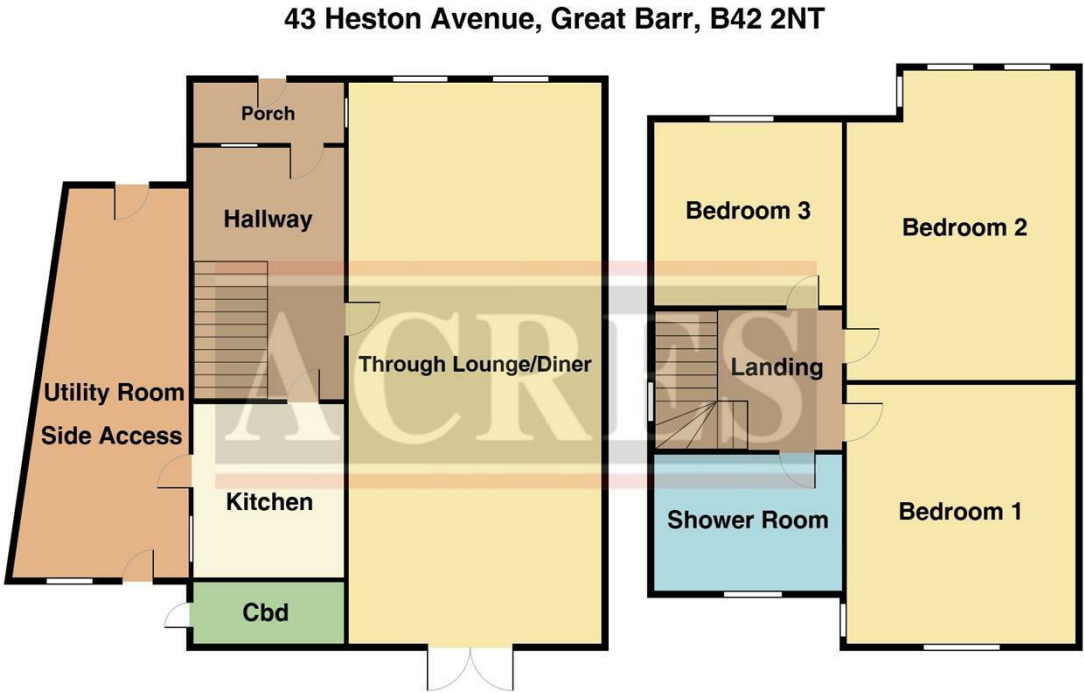 43 Heston Avenue, Great Barr, B42 2NT
Porch
Hallway
Through Lounge/Diner
Utility Room
Side Access
Kitchen
Cbd
Bedroom 3
Bedroom 2
Landing
Shower Room
Bedroom 1
ACRES